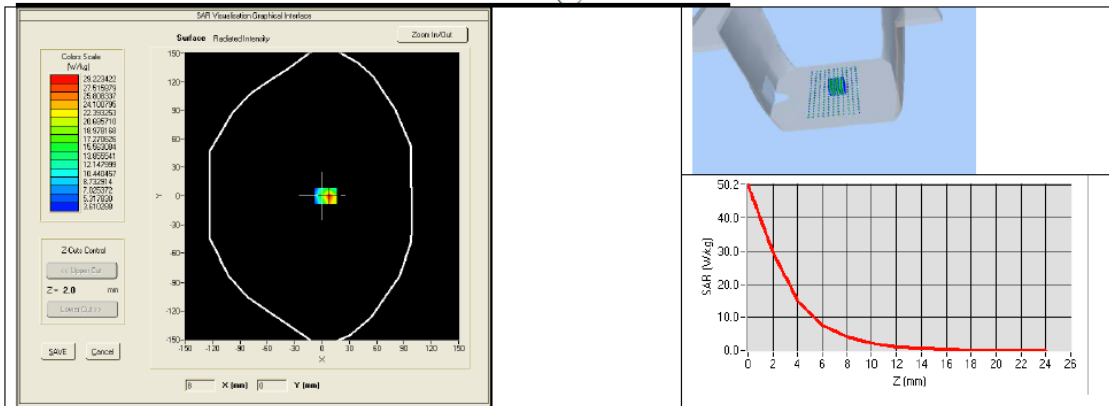 SAR Visualisation Graphical Interface
Surface Radiated Intensity
Zoom In/Out
Colors Scale
(W/kg)
29.223422
27.515879
25.808337
24.100795
22.393253
20.685710
18.978168
17.270626
15.563084
13.855541
12.147999
10.440457
8.732914
7.025372
5.317830
3.610288
Z-Cuts Control
<< Upper Cut
Z = 2.0 mm
Lower Cut >>
SAVE Cancel
150
120
90
60
30
0
-30
-60
-90
-120
-150
Y
-150 -120 -90 -60 -30 0 30 60 90 120 150
X
8 X (mm) 0 Y (mm)
50.2
40.0
30.0
20.0
10.0
0.0
SAR (W/kg)
0 2 4 6 8 10 12 14 16 18 20 22 24 26
Z (mm)